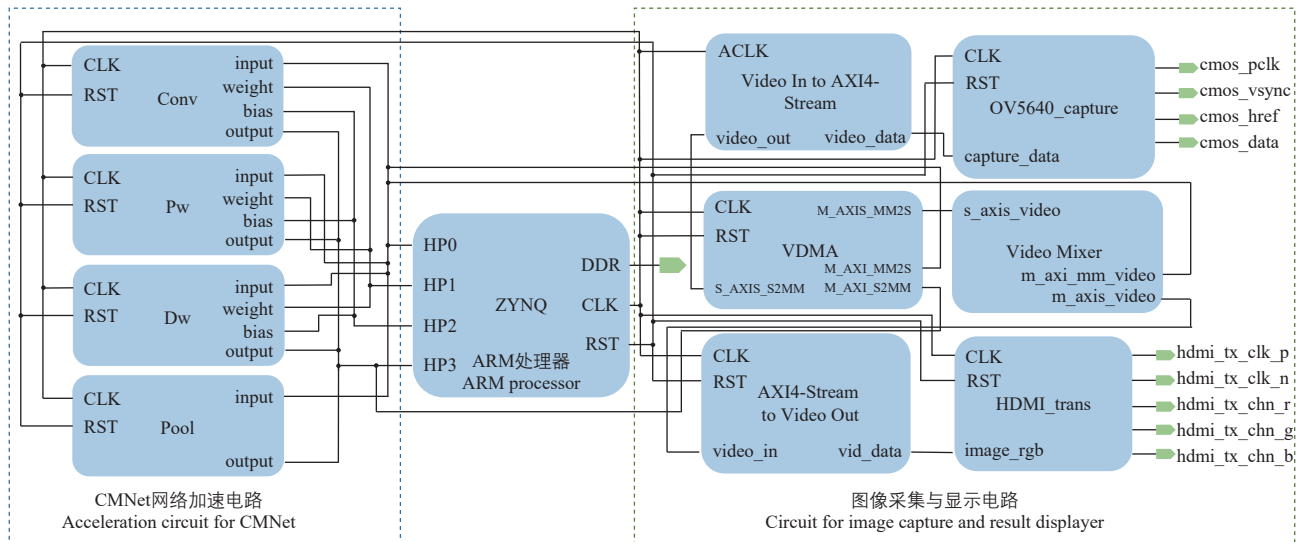 CLK
RST
Conv
input
weight
bias
output
CLK
RST
Pw
input
weight
bias
output
CLK
RST
Dw
input
weight
bias
output
CLK
RST
Pool
input
output
CMNet网络加速电路
Acceleration circuit for CMNet
HP0
HP1
HP2
HP3
ZYNQ
ARM处理器
ARM processor
DDR
CLK
RST
ACLK
Video In to AXI4-
Stream
video_out
video_data
CLK
RST
OV5640_capture
capture_data
cmos_pclk
cmos_vsync
cmos_href
cmos_data
CLK
RST
VDMA
S_AXIS_S2MM
M_AXIS_MM2S
M_AXI_MM2S
M_AXI_S2MM
s_axis_video
Video Mixer
m_axi_mm_video
m_axis_video
CLK
RST
AXI4-Stream
to Video Out
video_in
vid_data
CLK
RST
HDMI_trans
image_rgb
hdmi_tx_clk_p
hdmi_tx_clk_n
hdmi_tx_chn_r
hdmi_tx_chn_g
hdmi_tx_chn_b
图像采集与显示电路
Circuit for image capture and result displayer